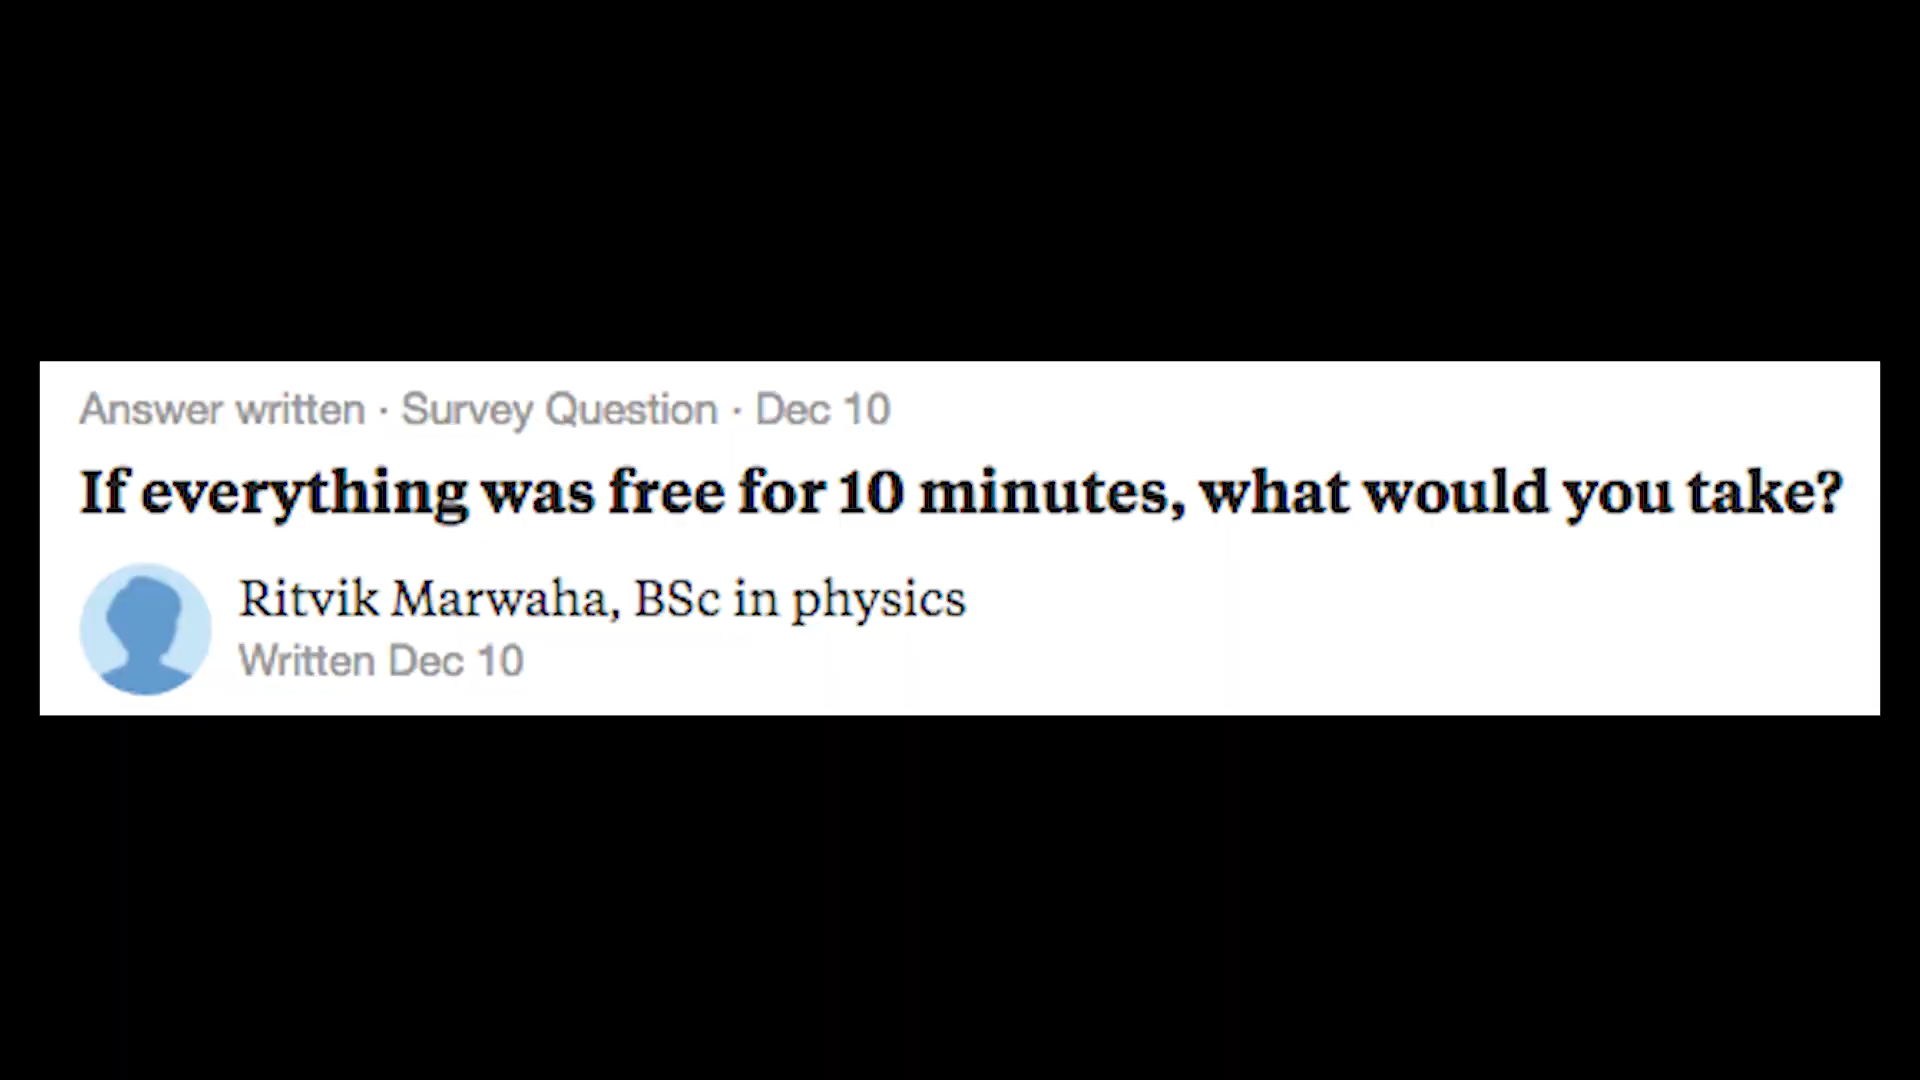 Answer written · Survey Question · Dec 10
If everything was free for 10 minutes, what would you take?
Ritvik Marwaha, BSc in physics
Written Dec 10